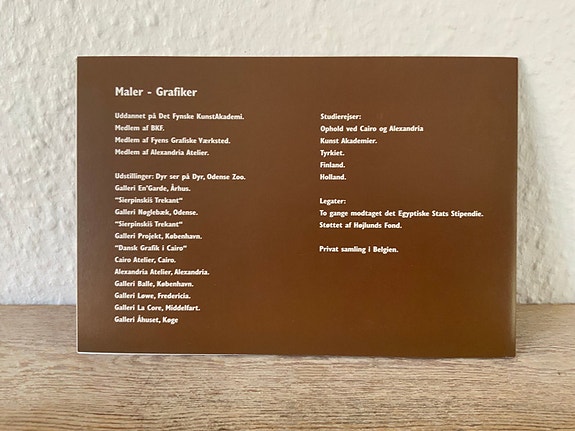 Maler - Grafiker
Uddannet på Det Fynske KunstAkademi.
Medlem af BKF.
Medlem af Fyens Grafiske Værksted.
Medlem af Alexandria Atelier.
Udstillinger: Dyr ser på Dyr, Odense Zoo.
Galleri En'Garde, Århus.
"Sierpinskiš Trekant"
Galleri Nøglebæk, Odense.
"Sierpinskiš Trekant"
Galleri Projekt, København.
"Dansk Grafik i Cairo"
Cairo Atelier, Cairo.
Alexandria Atelier, Alexandria.
Galleri Balle, København.
Galleri Løwe, Fredericia.
Galleri La Core, Middelfart.
Galleri Åhuset, Køge
Studierejser:
Ophold ved Cairo og Alexandria
Kunst Akademier.
Tyrkiet.
Finland.
Holland.
Legater:
To gange modtaget det Egyptiske Stats Stipendie.
Støttet af Højlunds Fond.
Privat samling i Belgien.